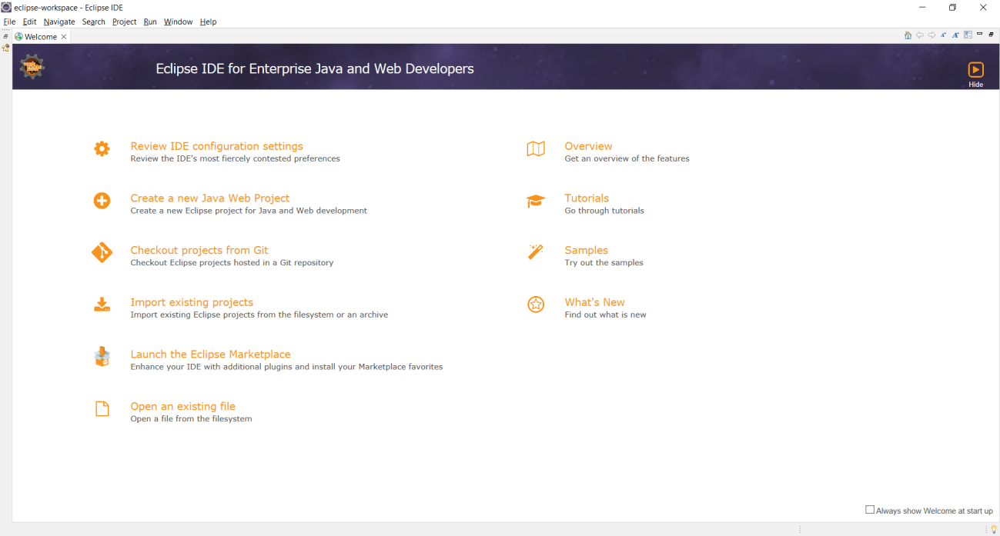 eclipse-workspace - Eclipse IDE
File Edit Navigate Search Project Run Window Help
Welcome
Eclipse IDE for Enterprise Java and Web Developers
Hide
Review IDE configuration settings
Review the IDE's most fiercely contested preferences
Create a new Java Web Project
Create a new Eclipse project for Java and Web development
Checkout projects from Git
Checkout Eclipse projects hosted in a Git repository
Import existing projects
Import existing Eclipse projects from the filesystem or an archive
Launch the Eclipse Marketplace
Enhance your IDE with additional plugins and install your Marketplace favorites
Open an existing file
Open a file from the filesystem
Overview
Get an overview of the features
Tutorials
Go through tutorials
Samples
Try out the samples
What's New
Find out what is new
Always show Welcome at start up